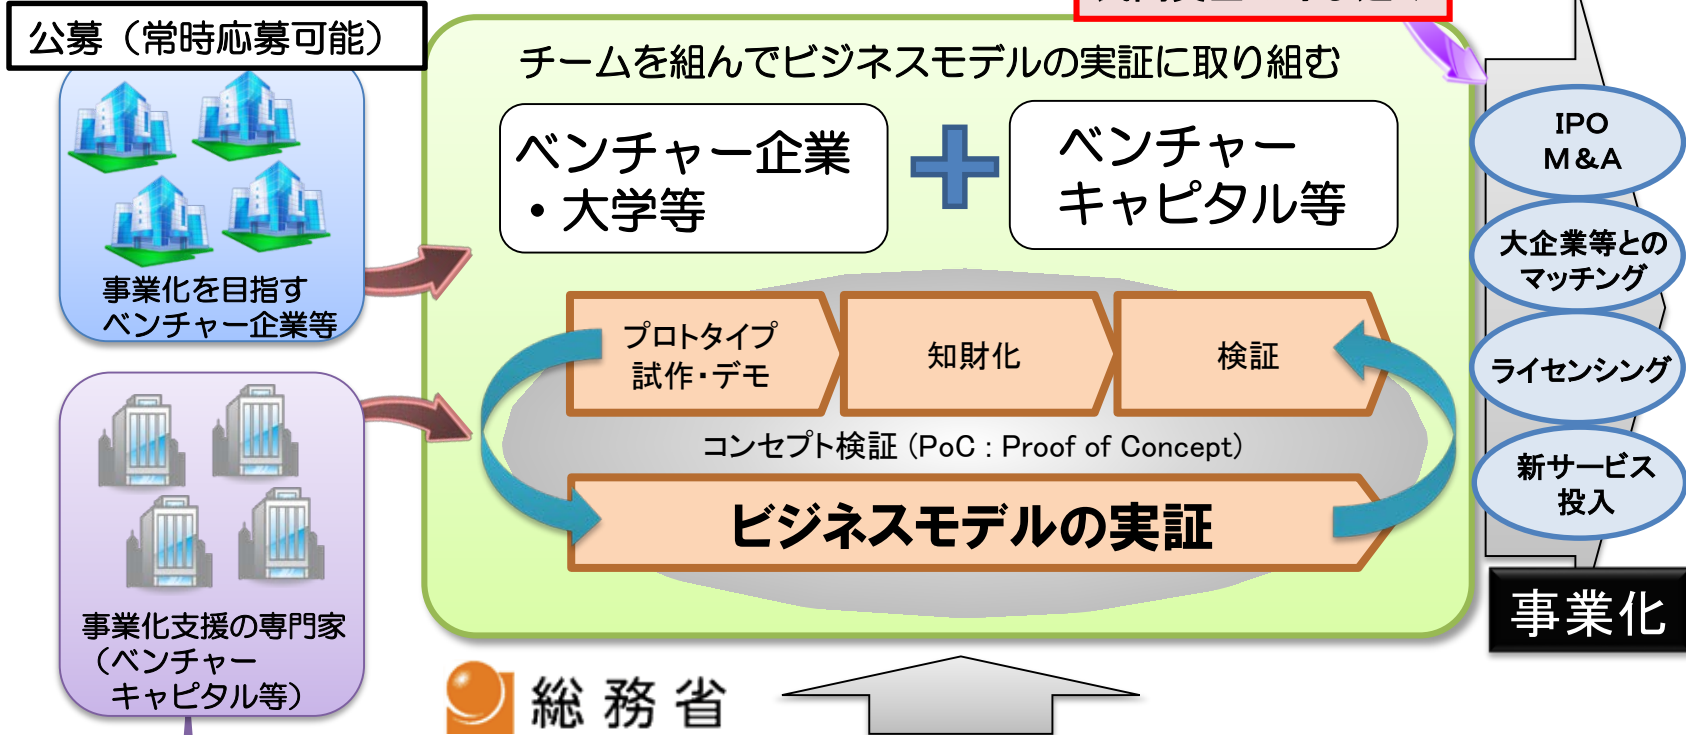 公募（常時応募可能）
チームを組んでビジネスモデルの実証に取り組む
ベンチャー企業
・大学等
ベンチャー
キャピタル等
事業化を目指す
ベンチャー企業等
プロトタイプ
試作・デモ
知財化
検証
コンセプト検証 (PoC : Proof of Concept)
ビジネスモデルの実証
事業化支援の専門家
（ベンチャー
キャピタル等）
総務省
IPO
M&A
大企業等との
マッチング
ライセンシング
新サービス
投入
事業化